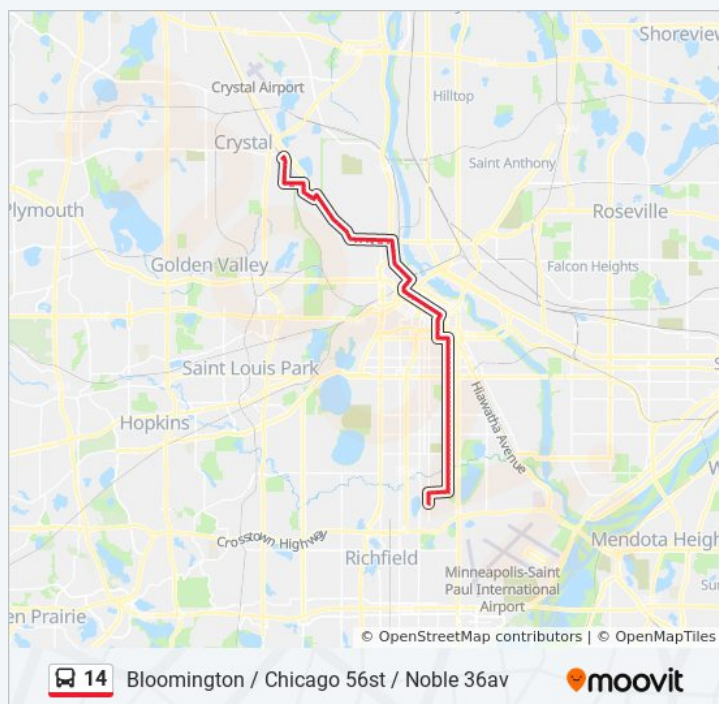 Shoreview
Crystal Airport
Hilltop
Crystal
Saint Anthony
Plymouth
Roseville
Golden Valley
Falcon Heights
Saint Louis Park
Hopkins
Hiawatha Avenue
Crosstown Highway
Mendota Heigh
Richfield
Minneapolis-Saint
Paul International
Airport
en Prairie
© OpenStreetMap contributors | © OpenMapTiles
14 Bloomington / Chicago 56st / Noble 36av moovit